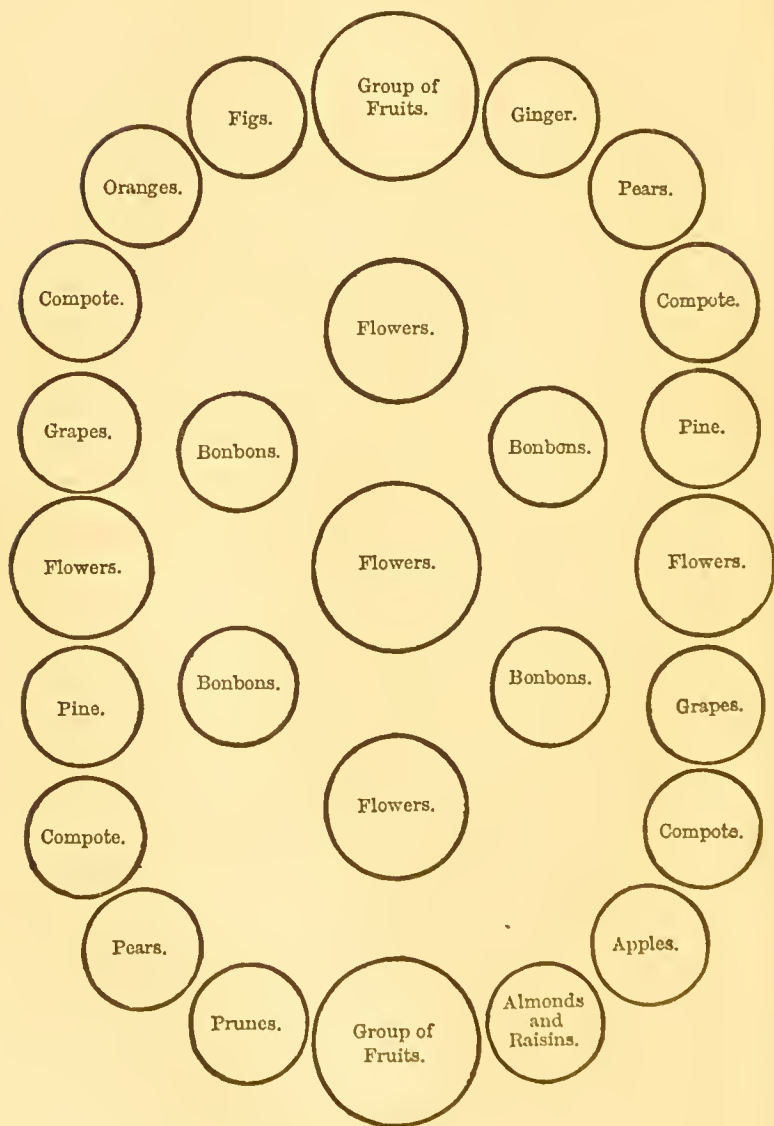 Group of
Fruits.
Figs.
Ginger.
Oranges.
Pears.
Compote.
Compote.
Flowers.
Grapes.
Pine.
Bonbons.
Bonbons.
Flowers.
Flowers.
Flowers.
Bonbons.
Bonbons.
Pine.
Grapes.
Flowers.
Compote.
Compote.
Pears.
Apples.
Prunes.
Group of
Fruits.
Almonds
and
Raisins.